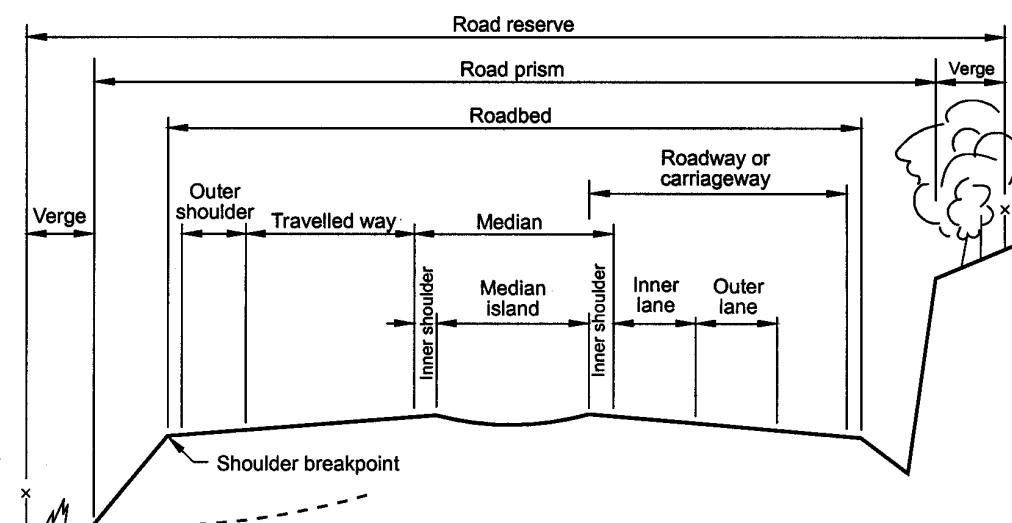 Road reserve
Road prism
Verge
Roadbed
Roadway or
carriageway
Outer
shoulder
Verge
Travelled way
Median
Inner shoulder
Median
island
Inner shoulder
Inner
lane
Outer
lane
Shoulder breakpoint